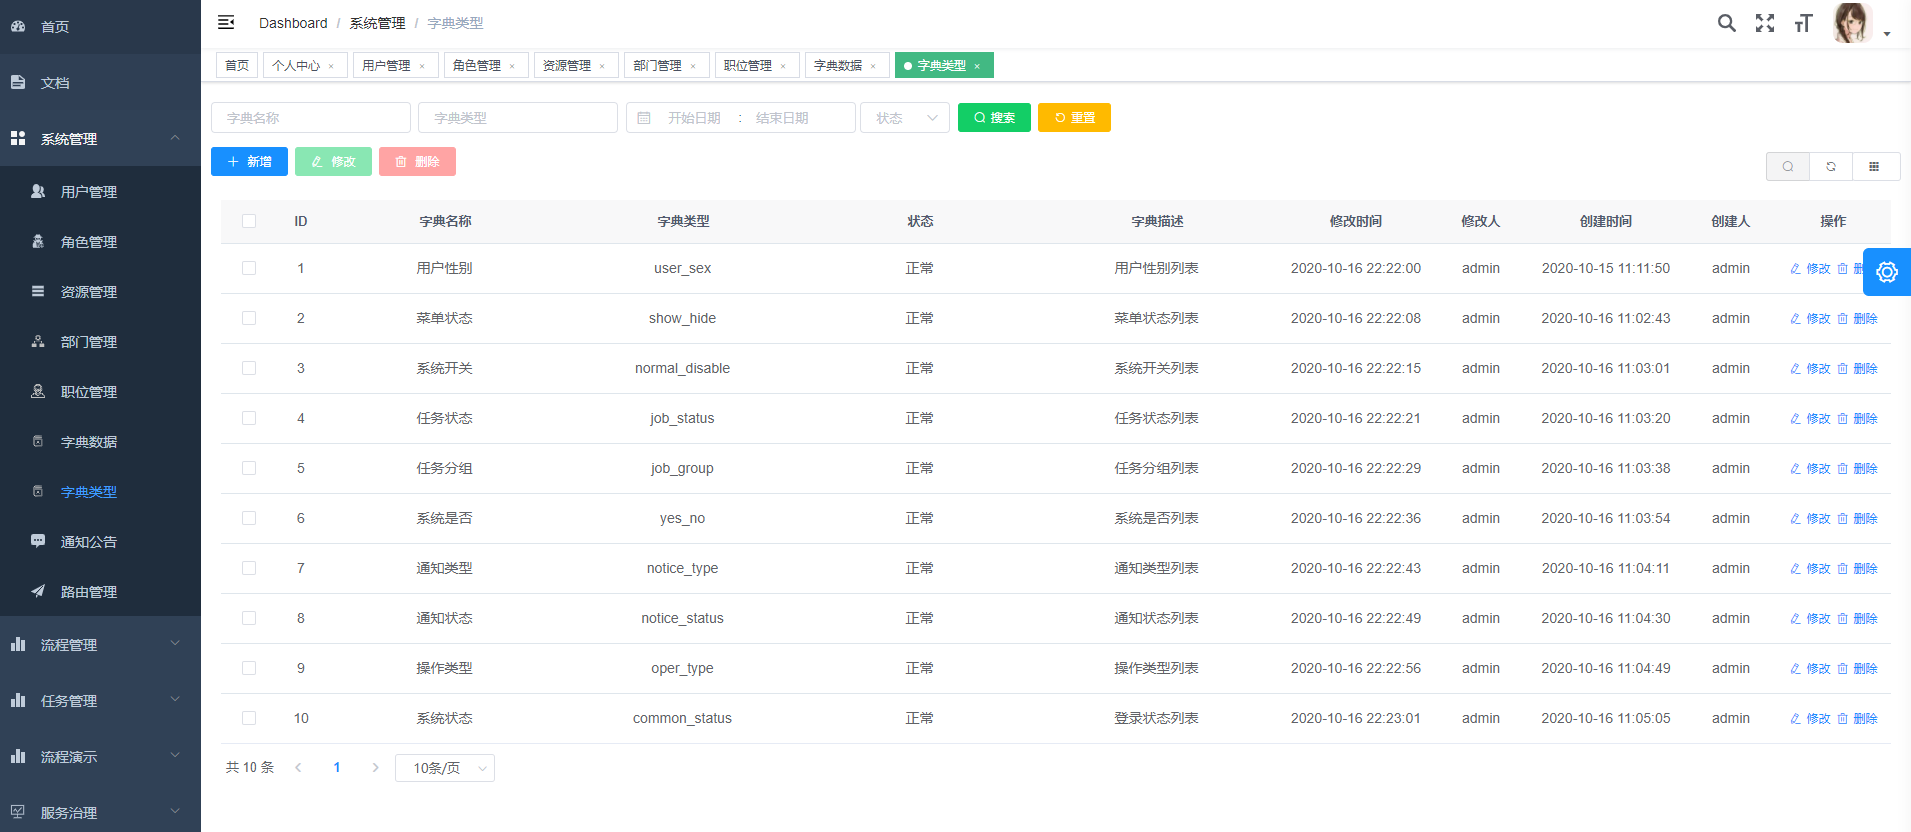 首页
文档
系统管理
用户管理
角色管理
资源管理
部门管理
职位管理
字典数据
字典类型
通知公告
路由管理
流程管理
任务管理
流程演示
服务治理
Dashboard / 系统管理 / 字典类型
首页 个人中心 × 用户管理 × 角色管理 × 资源管理 × 部门管理 × 职位管理 × 字典数据 × 字典类型 ×
字典名称 字典类型 开始日期 : 结束日期 状态 搜索 重置
新增 修改 删除
ID 字典名称 字典类型 状态 字典描述 修改时间 修改人 创建时间 创建人 操作
1 用户性别 user_sex 正常 用户性别列表 2020-10-16 22:22:00 admin 2020-10-15 11:11:50 admin 修改
2 菜单状态 show_hide 正常 菜单状态列表 2020-10-16 22:22:08 admin 2020-10-16 11:02:43 admin 修改 删除
3 系统开关 normal_disable 正常 系统开关列表 2020-10-16 22:22:15 admin 2020-10-16 11:03:01 admin 修改 删除
4 任务状态 job_status 正常 任务状态列表 2020-10-16 22:22:21 admin 2020-10-16 11:03:20 admin 修改 删除
5 任务分组 job_group 正常 任务分组列表 2020-10-16 22:22:29 admin 2020-10-16 11:03:38 admin 修改 删除
6 系统是否 yes_no 正常 系统是否列表 2020-10-16 22:22:36 admin 2020-10-16 11:03:54 admin 修改 删除
7 通知类型 notice_type 正常 通知类型列表 2020-10-16 22:22:43 admin 2020-10-16 11:04:11 admin 修改 删除
8 通知状态 notice_status 正常 通知状态列表 2020-10-16 22:22:49 admin 2020-10-16 11:04:30 admin 修改 删除
9 操作类型 oper_type 正常 操作类型列表 2020-10-16 22:22:56 admin 2020-10-16 11:04:49 admin 修改 删除
10 系统状态 common_status 正常 登录状态列表 2020-10-16 22:23:01 admin 2020-10-16 11:05:05 admin 修改 删除
共 10 条 1 10条/页